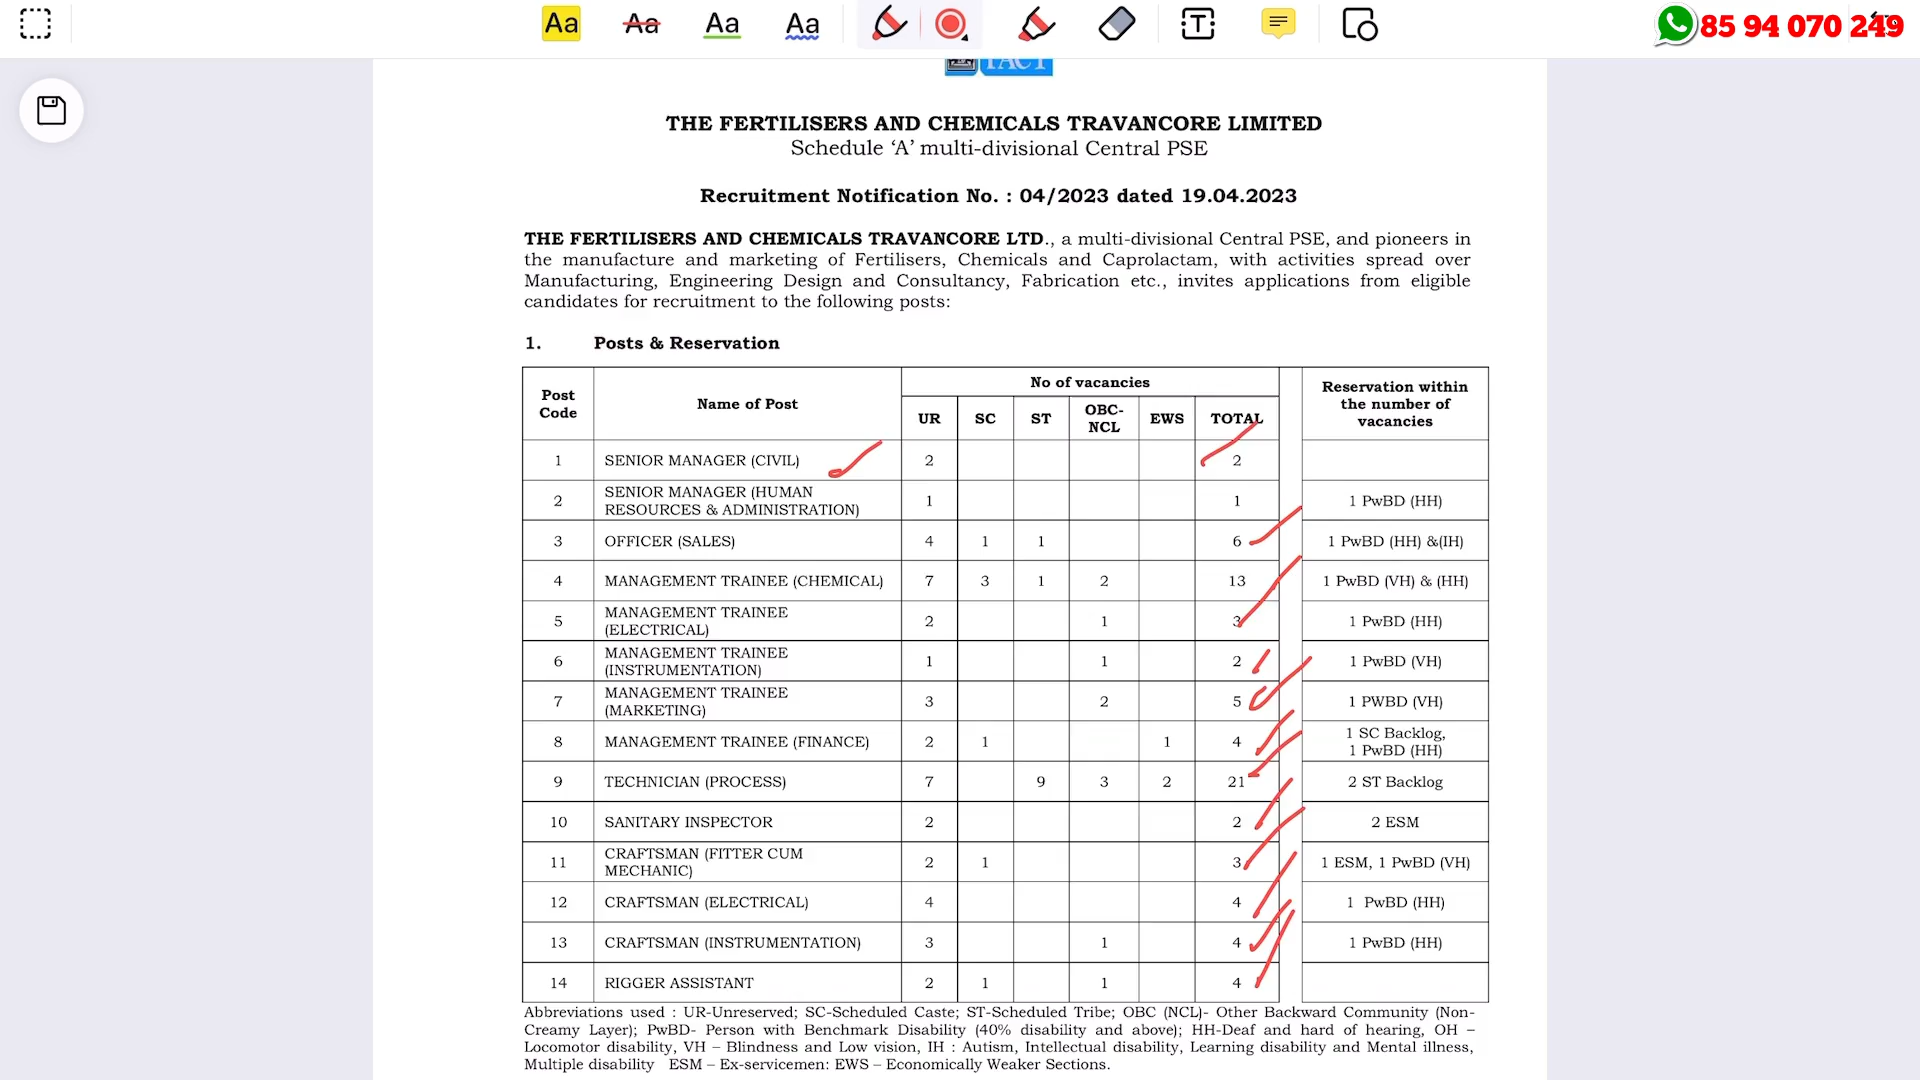 Aa Aa Aa Aa T
85 94 070 249
FACT
THE FERTILISERS AND CHEMICALS TRAVANCORE LIMITED
Schedule ‘A’ multi-divisional Central PSE
Recruitment Notification No. : 04/2023 dated 19.04.2023
THE FERTILISERS AND CHEMICALS TRAVANCORE LTD., a multi-divisional Central PSE, and pioneers in
the manufacture and marketing of Fertilisers, Chemicals and Caprolactam, with activities spread over
Manufacturing, Engineering Design and Consultancy, Fabrication etc., invites applications from eligible
candidates for recruitment to the following posts:
1. Posts & Reservation
Post Code Name of Post No of vacancies Reservation within the number of vacancies
UR SC ST OBC-NCL EWS TOTAL
1 SENIOR MANAGER (CIVIL) 2 2
2 SENIOR MANAGER (HUMAN RESOURCES & ADMINISTRATION) 1 1 1 PwBD (HH)
3 OFFICER (SALES) 4 1 1 6 1 PwBD (HH) &(IH)
4 MANAGEMENT TRAINEE (CHEMICAL) 7 3 1 2 13 1 PwBD (VH) & (HH)
5 MANAGEMENT TRAINEE (ELECTRICAL) 2 1 3 1 PwBD (HH)
6 MANAGEMENT TRAINEE (INSTRUMENTATION) 1 1 2 1 PwBD (VH)
7 MANAGEMENT TRAINEE (MARKETING) 3 2 5 1 PWBD (VH)
8 MANAGEMENT TRAINEE (FINANCE) 2 1 1 4 1 SC Backlog, 1 PwBD (HH)
9 TECHNICIAN (PROCESS) 7 9 3 2 21 2 ST Backlog
10 SANITARY INSPECTOR 2 2 2 ESM
11 CRAFTSMAN (FITTER CUM MECHANIC) 2 1 3 1 ESM, 1 PwBD (VH)
12 CRAFTSMAN (ELECTRICAL) 4 4 1 PwBD (HH)
13 CRAFTSMAN (INSTRUMENTATION) 3 1 4 1 PwBD (HH)
14 RIGGER ASSISTANT 2 1 1 4
Abbreviations used : UR-Unreserved; SC-Scheduled Caste; ST-Scheduled Tribe; OBC (NCL)- Other Backward Community (Non-
Creamy Layer); PwBD- Person with Benchmark Disability (40% disability and above); HH-Deaf and hard of hearing, OH –
Locomotor disability, VH – Blindness and Low vision, IH : Autism, Intellectual disability, Learning disability and Mental illness,
Multiple disability ESM – Ex-servicemen: EWS – Economically Weaker Sections.